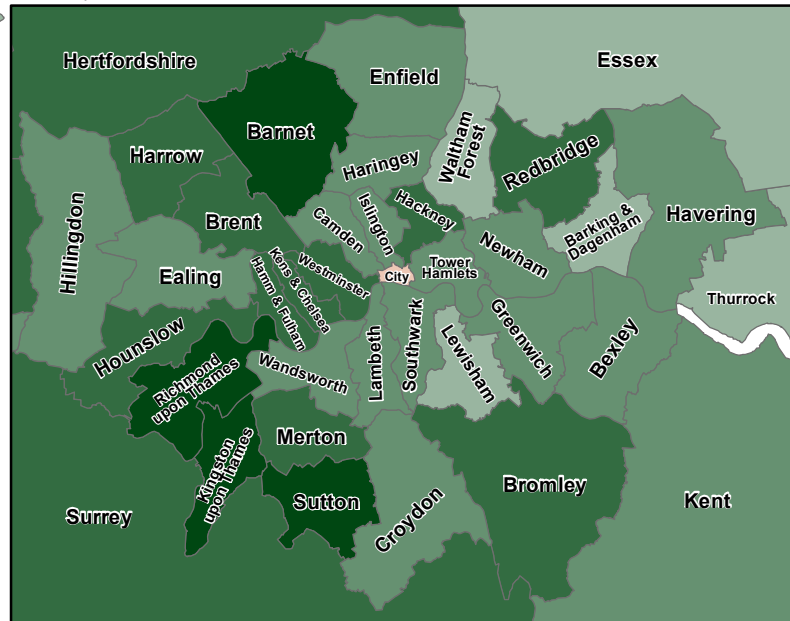 Hertfordshire
Essex
Enfield
Barnet
Waltham
Forest
Redbridge
Harrow
Haringey
Hackney
Havering
Brent
Islington
Camden
Barking &
Dagenham
Hillingdon
Newham
Ealing
Westminster
Kens & Chelsea
Hamm & Fulham
City
Tower
Hamlets
Thurrock
Hounslow
Greenwich
Bexley
Southwark
Lambeth
Lewisham
Wandsworth
Richmond
upon Thames
Merton
Kingston
upon Thames
Bromley
Sutton
Kent
Surrey
Croydon